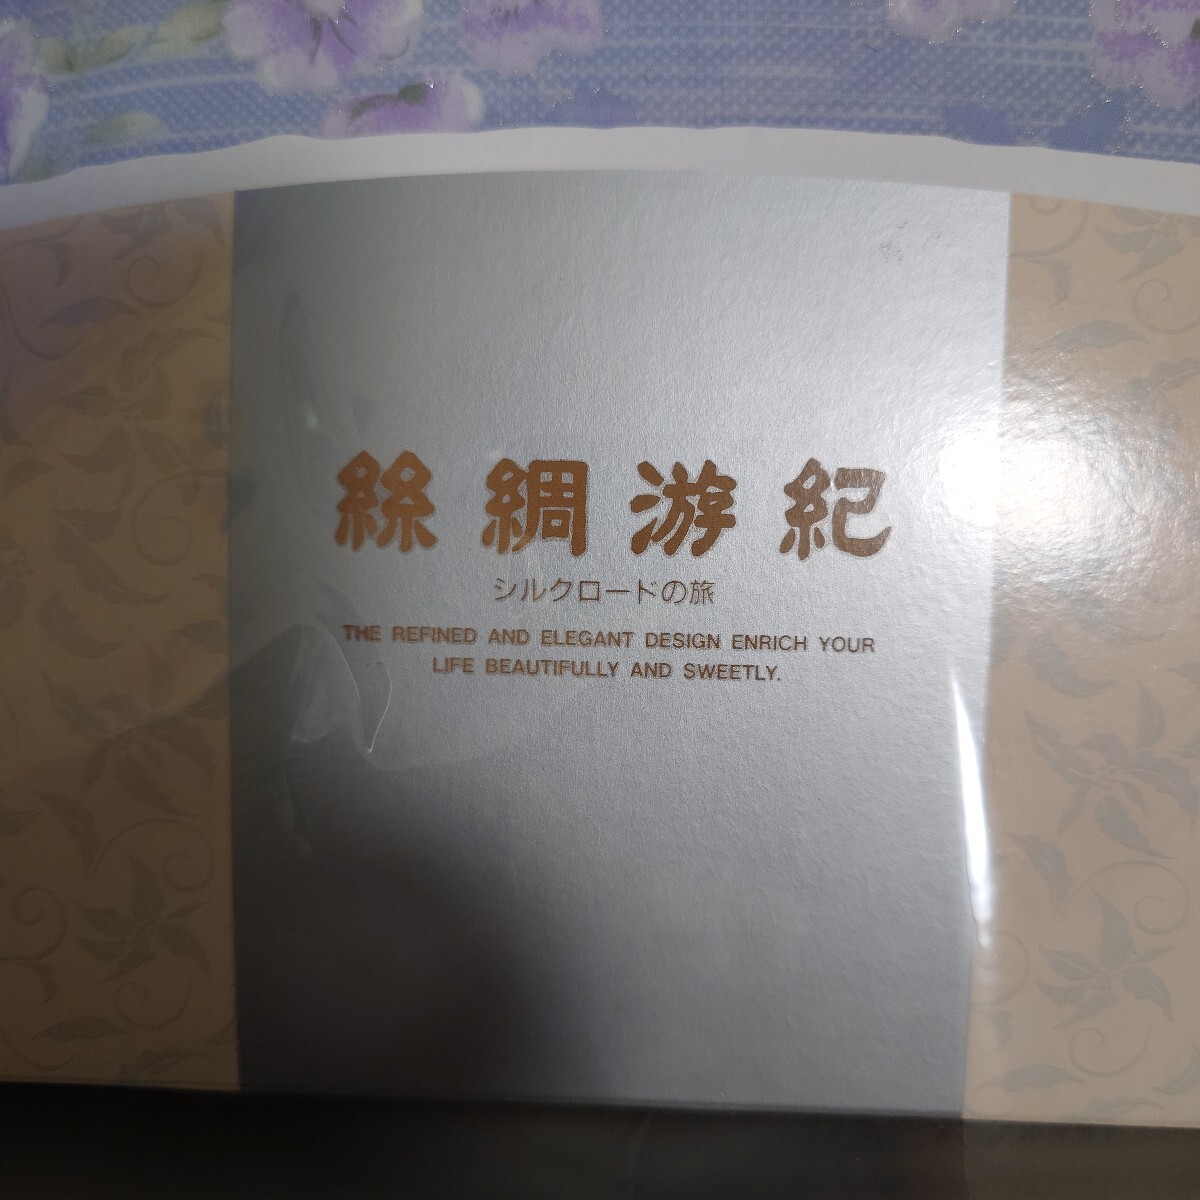 絲綢游紀
シルクロードの旅
THE REFINED AND ELEGANT DESIGN ENRICH YOUR
LIFE BEAUTIFULLY AND SWEETLY.